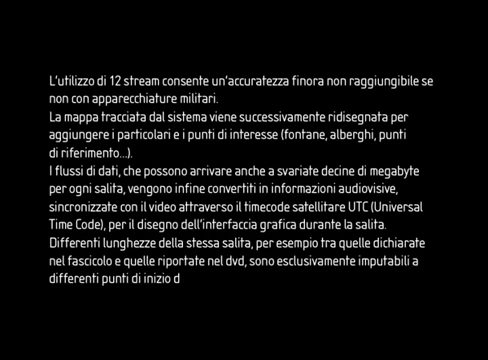 L'utilizzo di 12 stream consente un'accuratezza finora non raggiungibile se
non con apparecchiature militari.
La mappa tracciata dal sistema viene successivamente ridisegnata per
aggiungere i particolari e i punti di interesse (fontane, alberghi, punti
di riferimento...).
I flussi di dati, che possono arrivare anche a svariate decine di megabyte
per ogni salita, vengono infine convertiti in informazioni audiovisive,
sincronizzate con il video attraverso il timecode satellitare UTC (Universal
Time Code), per il disegno dell'interfaccia grafica durante la salita.
Differenti lunghezze della stessa salita, per esempio tra quelle dichiarate
nel fascicolo e quelle riportate nel dvd, sono esclusivamente imputabili a
differenti punti di inizio d